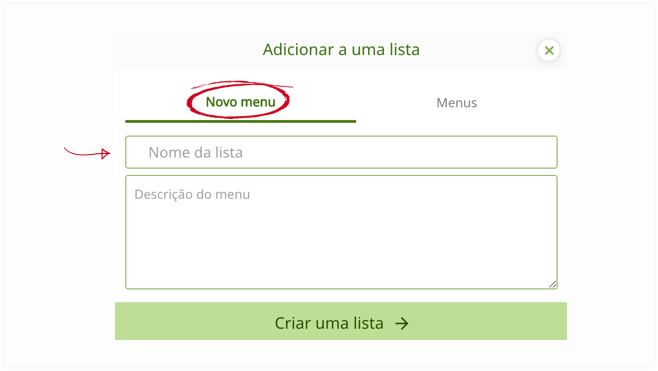 Adicionar a uma lista
Novo menu
Menus
Nome da lista
Descrição do menu
Criar uma lista